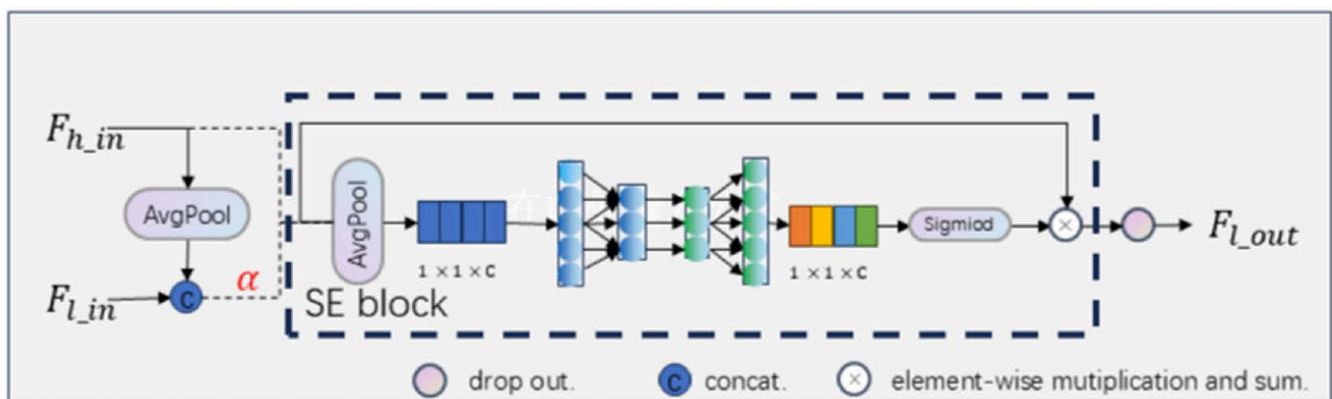 F_h_in
AvgPool
F_l_in
C
α
AvgPool
1 × 1 × C
SE block
1 × 1 × C
Sigmiod
×
F_l_out
drop out.
C concat.
× element-wise mutiplication and sum.